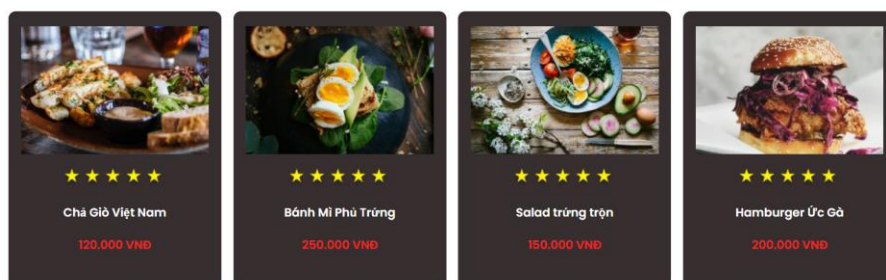 Chả Giò Việt Nam
120.000 VNĐ
Bánh Mì Phủ Trứng
250.000 VNĐ
Salad trứng trộn
150.000 VNĐ
Hamburger Ức Gà
200.000 VNĐ